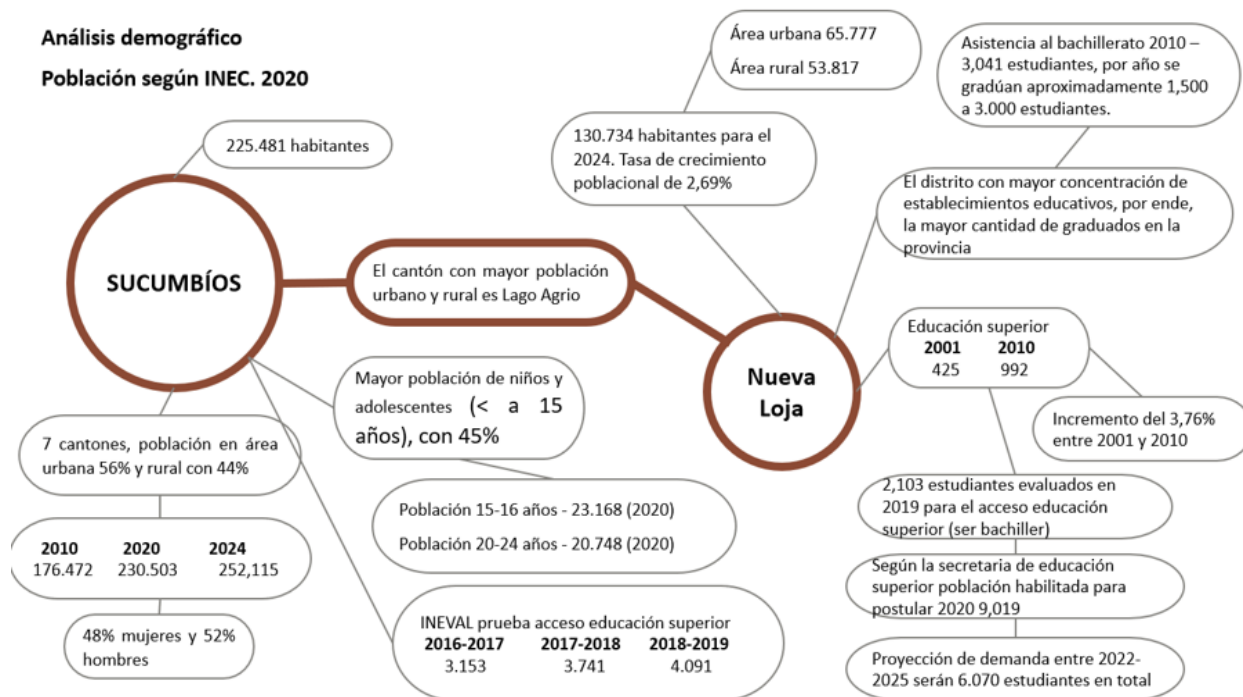 Análisis demográfico
Población según INEC. 2020
225.481 habitantes
SUCUMBÍOS
El cantón con mayor población
urbano y rural es Lago Agrio
7 cantones, población en área
urbana 56% y rural con 44%
2010 2020 2024
176.472 230.503 252,115
48% mujeres y 52%
hombres
Mayor población de niños y
adolescentes (< a 15
años), con 45%
Población 15-16 años - 23.168 (2020)
Población 20-24 años - 20.748 (2020)
INEVAL prueba acceso educación superior
2016-2017 2017-2018 2018-2019
3.153 3.741 4.091
Nueva
Loja
Área urbana 65.777
Área rural 53.817
130.734 habitantes para el
2024. Tasa de crecimiento
poblacional de 2,69%
Asistencia al bachillerato 2010 –
3,041 estudiantes, por año se
gradúan aproximadamente 1,500
a 3.000 estudiantes.
El distrito con mayor concentración de
establecimientos educativos, por ende,
la mayor cantidad de graduados en la
provincia
Educación superior
2001 2010
425 992
Incremento del 3,76%
entre 2001 y 2010
2,103 estudiantes evaluados en
2019 para el acceso educación
superior (ser bachiller)
Según la secretaria de educación
superior población habilitada para
postular 2020 9,019
Proyección de demanda entre 2022-
2025 serán 6.070 estudiantes en total